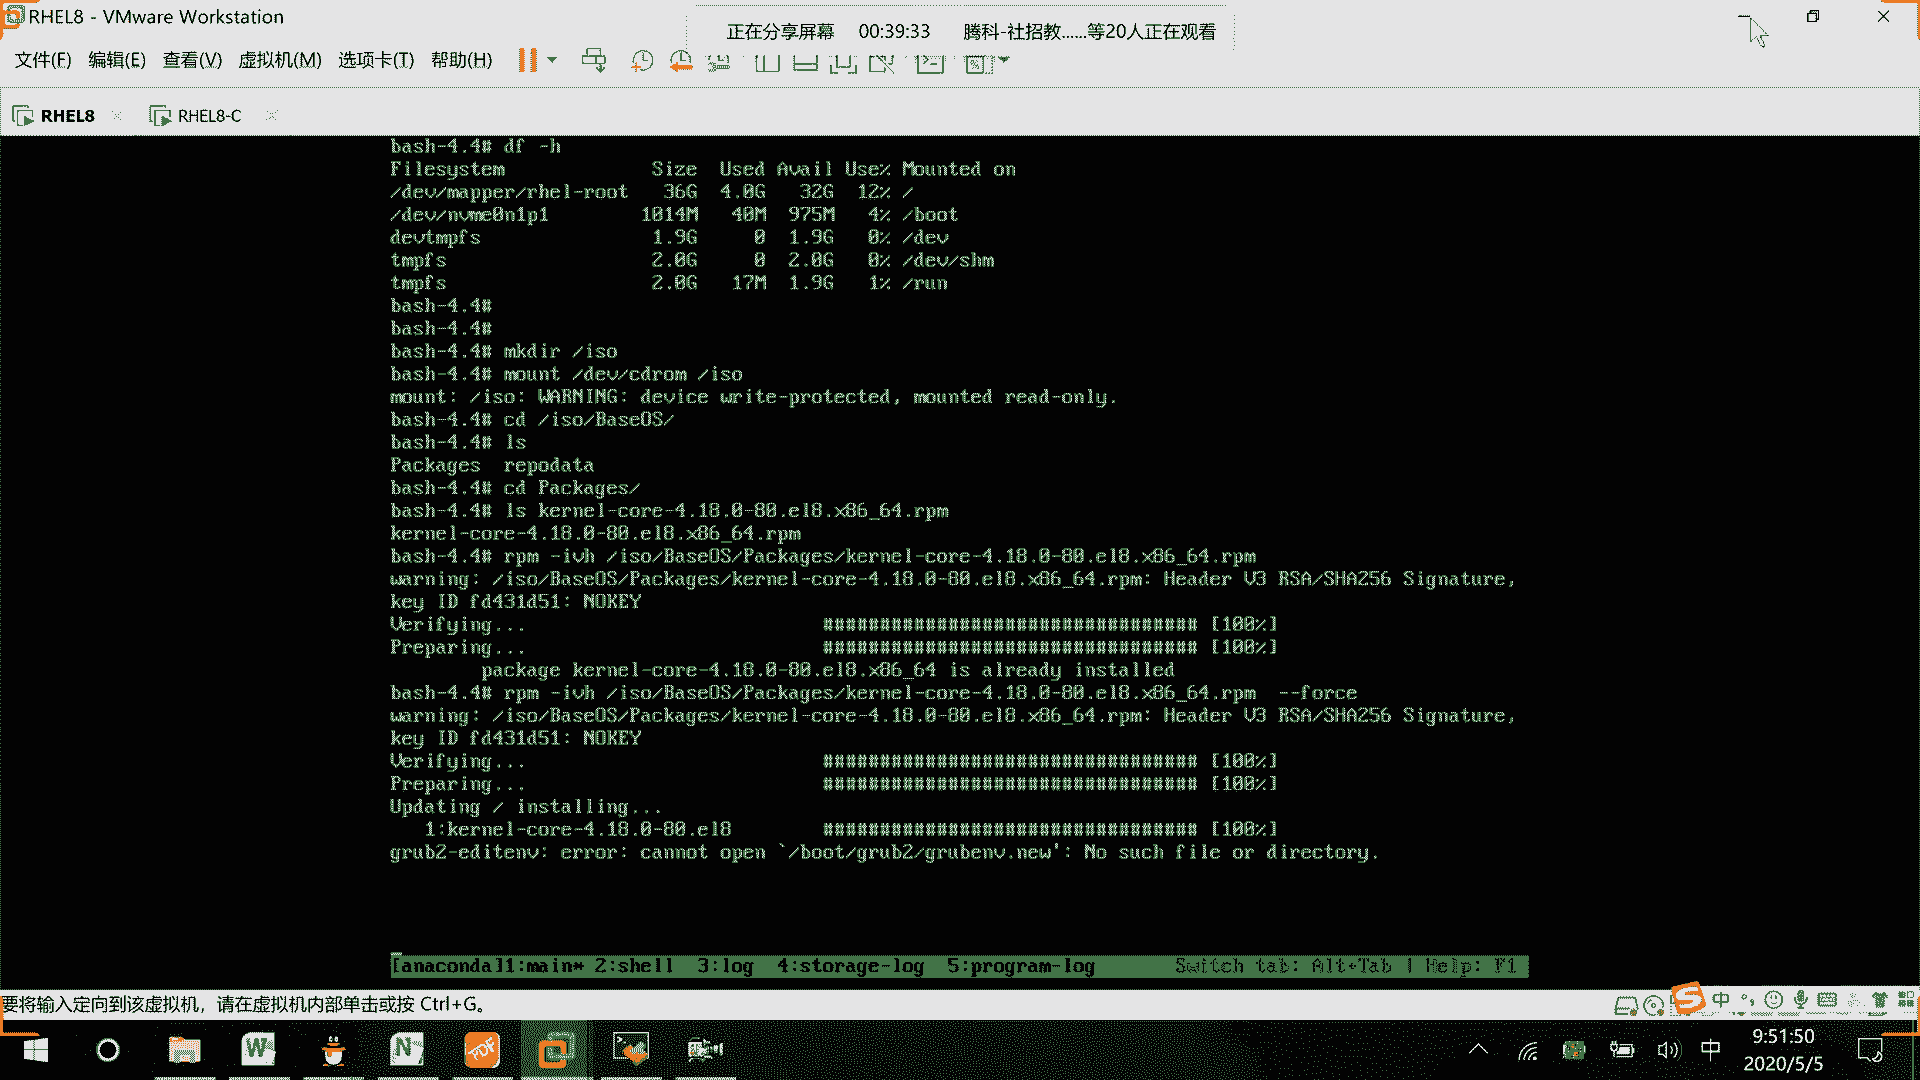 RHEL8 - VMware Workstation
正在分享屏幕 00:39:33 腾科-社招教......等20人正在观看
文件(F) 编辑(E) 查看(V) 虚拟机(M) 选项卡(T) 帮助(H)
RHEL8 RHEL8-C
bash-4.4# df -h
Filesystem Size Used Avail Use% Mounted on
/dev/mapper/rhel-root 36G 4.0G 32G 12% /
/dev/nvme0n1p1 1014M 40M 975M 4% /boot
devtmpfs 1.9G 0 1.9G 0% /dev
tmpfs 2.0G 0 2.0G 0% /dev/shm
tmpfs 2.0G 17M 1.9G 1% /run
bash-4.4#
bash-4.4#
bash-4.4# mkdir /iso
bash-4.4# mount /dev/cdrom /iso
mount: /iso: WARNING: device write-protected, mounted read-only.
bash-4.4# cd /iso/BaseOS/
bash-4.4# ls
Packages repodata
bash-4.4# cd Packages/
bash-4.4# ls kernel-core-4.18.0-80.el8.x86_64.rpm
kernel-core-4.18.0-80.el8.x86_64.rpm
bash-4.4# rpm -ivh /iso/BaseOS/Packages/kernel-core-4.18.0-80.el8.x86_64.rpm
warning: /iso/BaseOS/Packages/kernel-core-4.18.0-80.el8.x86_64.rpm: Header V3 RSA/SHA256 Signature,
key ID fd431d51: NOKEY
Verifying... ################################# [100%]
Preparing... ################################# [100%]
package kernel-core-4.18.0-80.el8.x86_64 is already installed
bash-4.4# rpm -ivh /iso/BaseOS/Packages/kernel-core-4.18.0-80.el8.x86_64.rpm --force
warning: /iso/BaseOS/Packages/kernel-core-4.18.0-80.el8.x86_64.rpm: Header V3 RSA/SHA256 Signature,
key ID fd431d51: NOKEY
Verifying... ################################# [100%]
Preparing... ################################# [100%]
Updating / installing...
1:kernel-core-4.18.0-80.el8 ################################# [100%]
grub2-editenv: error: cannot open `/boot/grub2/grubenv.new': No such file or directory.
[anaconda]1:main* 2:shell 3:log 4:storage-log 5:program-log Switch tab: Alt+Tab | Help: F1
要将输入定向到该虚拟机，请在虚拟机内部单击或按 Ctrl+G。
中
中 9:51:50
2020/5/5